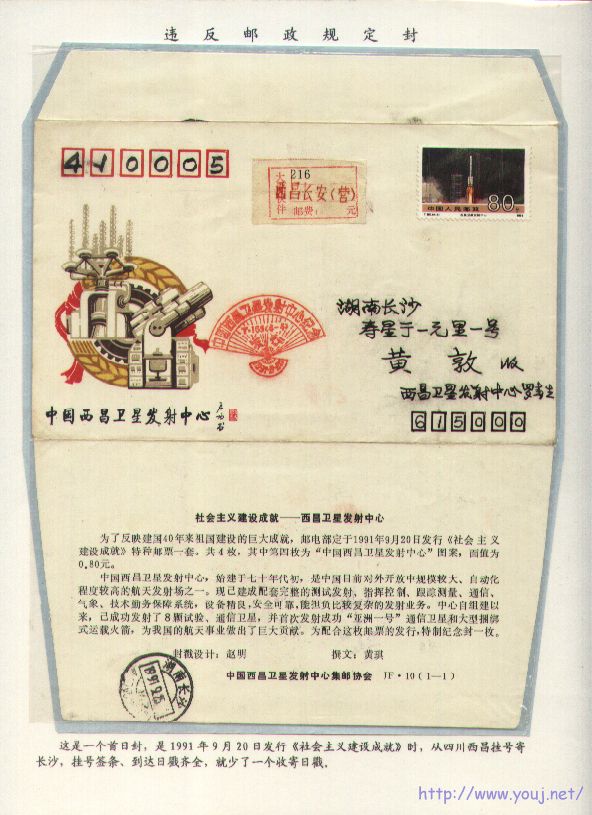 违反邮政规定封
410005
216
西昌长安(营)
邮费: 元
中国人民邮政
80分
中国西昌卫星发射中心纪念
湖南长沙
寿星于一元里一号
黄 敦 收
西昌卫星发射中心
615000
中国西昌卫星发射中心
社会主义建设成就——西昌卫星发射中心
为了反映建国40年来祖国建设的巨大成就,邮电部定于1991年9月20日发行《社会主义
建设成就》特种邮票一套,共4枚,其中第四枚为“中国西昌卫星发射中心”图案,面值为
0.80元。
中国西昌卫星发射中心,始建于七十年代初,是中国目前对外开放中规模较大、自动化
程度较高的航天发射场之一。现已建成配套完整的测试发射、指挥控制、跟踪测量、通信、
气象、技术勤务保障系统,设备精良,安全可靠,能担负比较复杂的发射业务。中心自组建以
来,已成功发射了8颗试验、通信卫星,并首次发射成功“亚洲一号”通信卫星和大型捆绑
式运载火箭,为我国的航天事业做出了巨大贡献。为配合这枚邮票的发行,特制纪念封一枚。
封戳设计:赵明 撰文:黄琪
中国西昌卫星发射中心集邮协会 JF·10(1—1)
湖南长沙
这是一个首日封,是1991年9月20日发行《社会主义建设成就》时,从四川西昌挂号寄
长沙,挂号签条、到达日戳齐全,就少了一个收寄日戳。
http://www.youj.net/